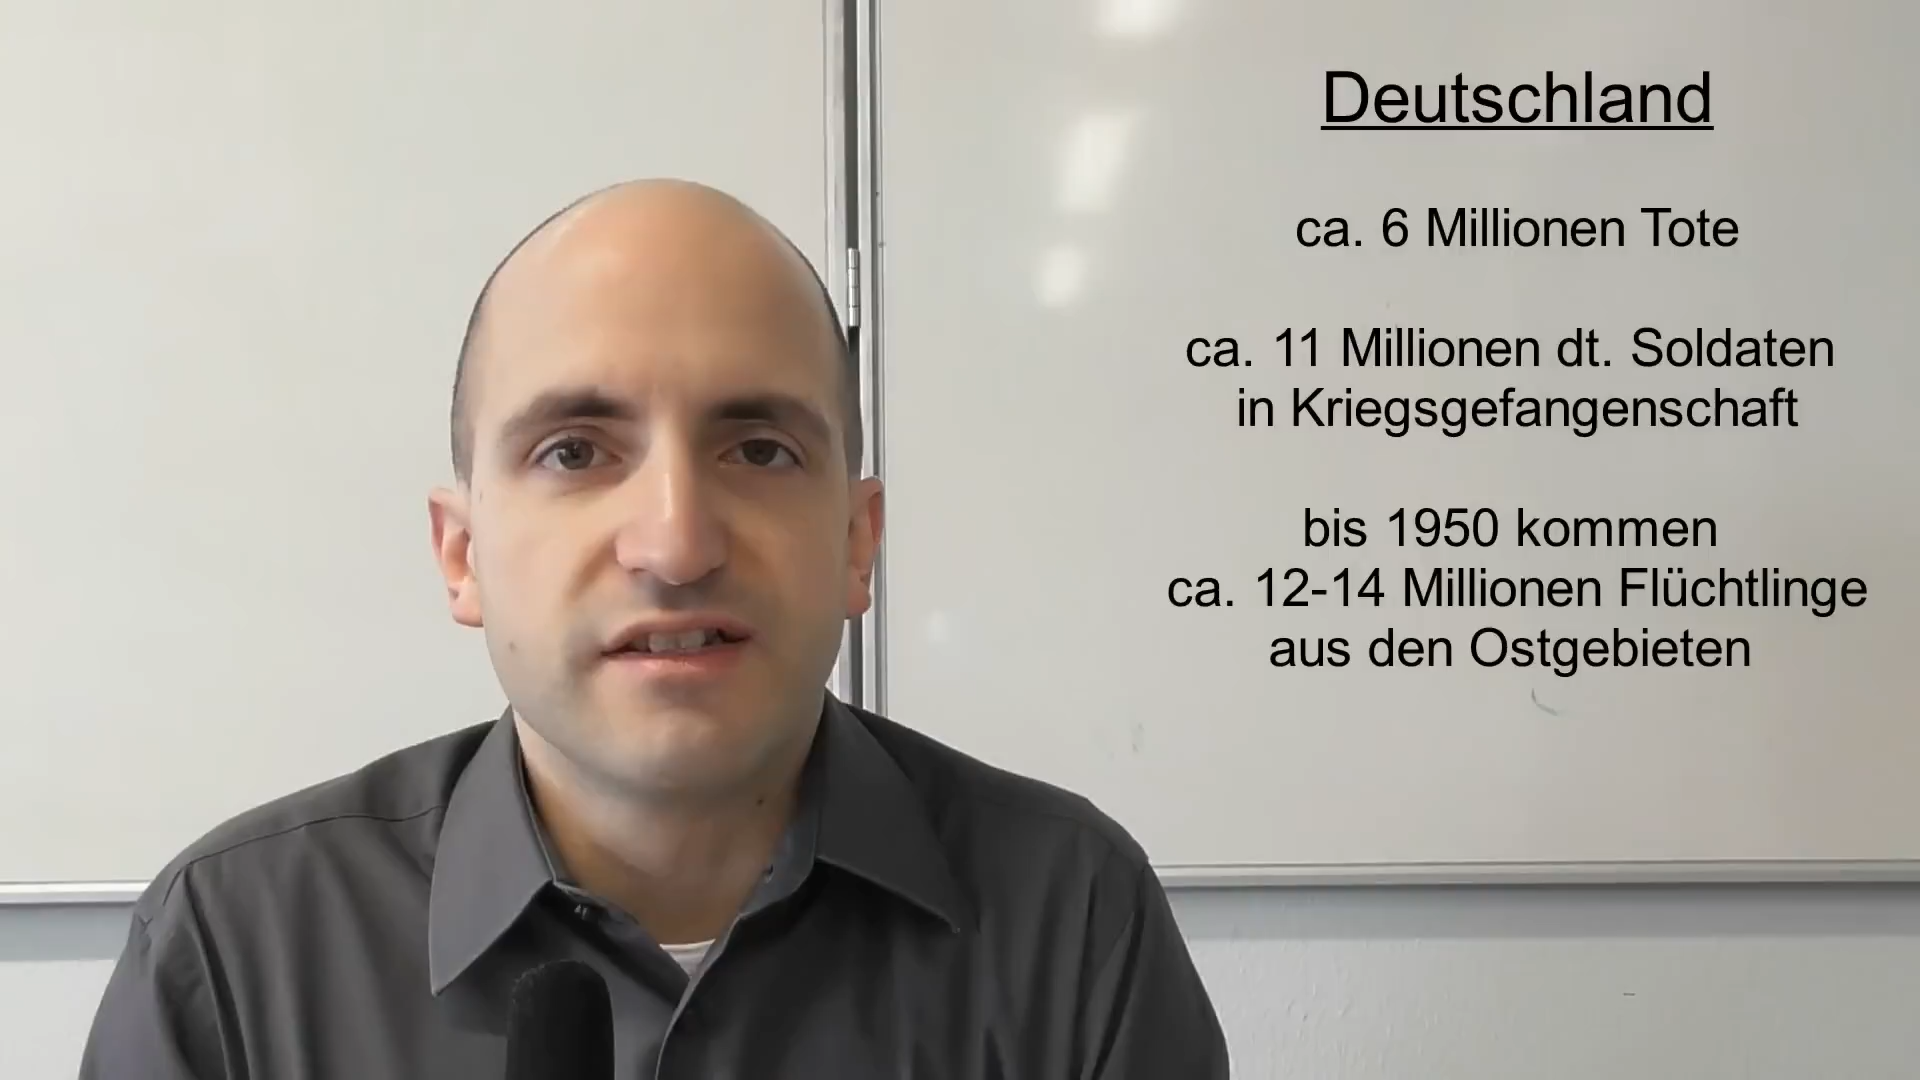 Deutschland
ca. 6 Millionen Tote
ca. 11 Millionen dt. Soldaten
in Kriegsgefangenschaft
bis 1950 kommen
ca. 12-14 Millionen Flüchtlinge
aus den Ostgebieten